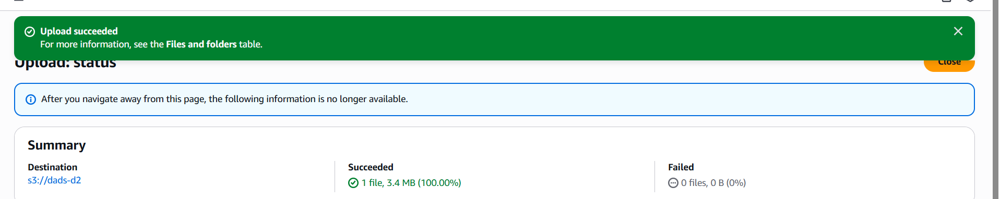 Upload succeeded
For more information, see the Files and folders table.
Upload: status
Close
After you navigate away from this page, the following information is no longer available.
Summary
Destination
s3://dads-d2
Succeeded
1 file, 3.4 MB (100.00%)
Failed
0 files, 0 B (0%)